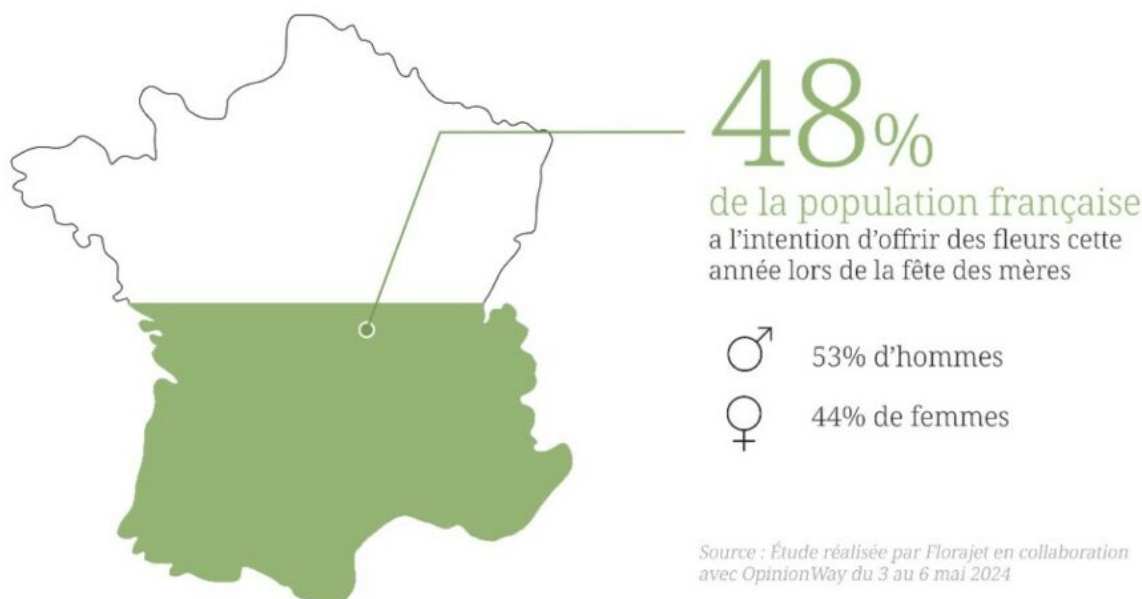 48%
de la population française
a l'intention d'offrir des fleurs cette
année lors de la fête des mères
53% d'hommes
44% de femmes
Source : Étude réalisée par Florajet en collaboration
avec OpinionWay du 3 au 6 mai 2024